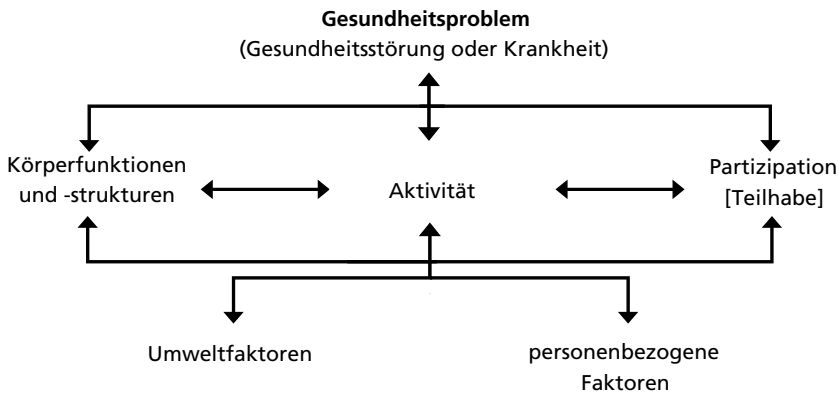 Gesundheitsproblem
(Gesundheitsstörung oder Krankheit)
Körperfunktionen
und -strukturen
Aktivität
Partizipation
[Teilhabe]
Umweltfaktoren
personenbezogene
Faktoren